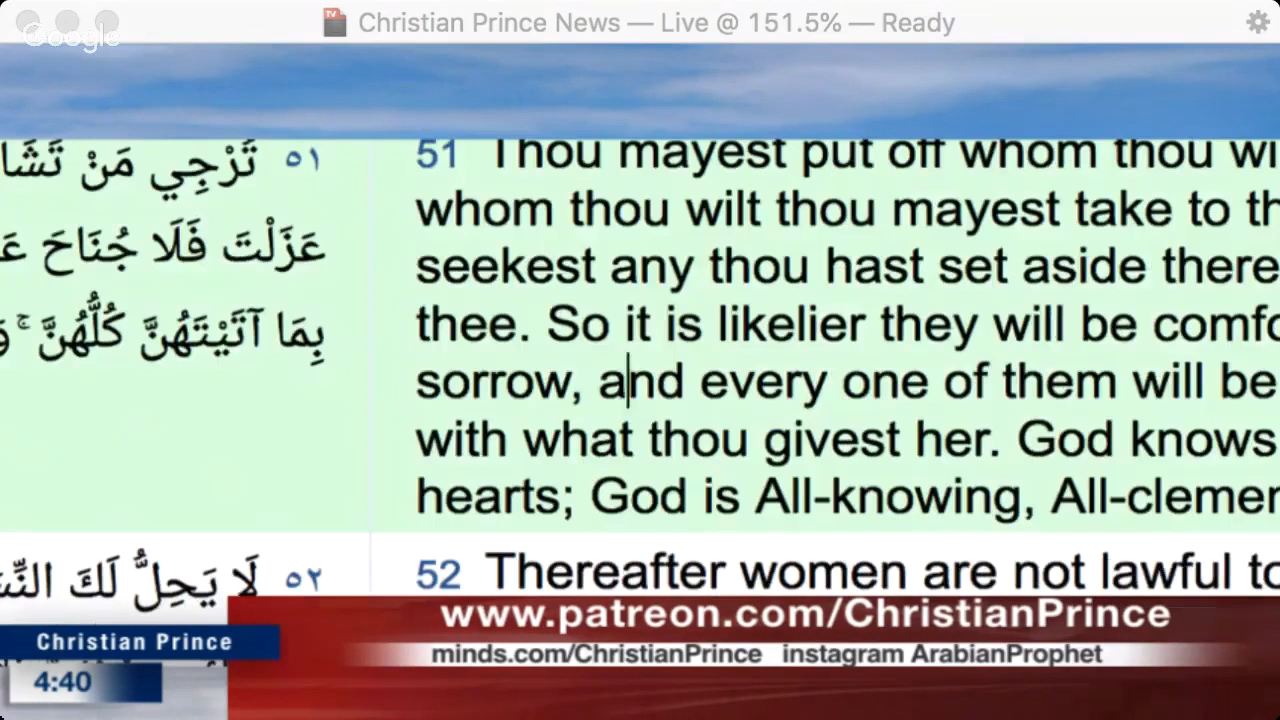 Christian Prince News — Live @ 151.5% — Ready
Google
٥١ تُرْجِي مَنْ
عَزَلْتَ فَلَا جُنَاحَ
بِمَا آتَيْتَهُنَّ كُلُّهُنَّ ۚ
51 Thou mayest put off whom thou
whom thou wilt thou mayest take to
seekest any thou hast set aside
thee. So it is likelier they will be
sorrow, and every one of them will be
with what thou givest her. God knows
hearts; God is All-knowing,
٥٢ لَا يَحِلُّ لَكَ
52 Thereafter women are not lawful
www.patreon.com/ChristianPrince
Christian Prince
minds.com/ChristianPrince instagram ArabianProphet
4:40